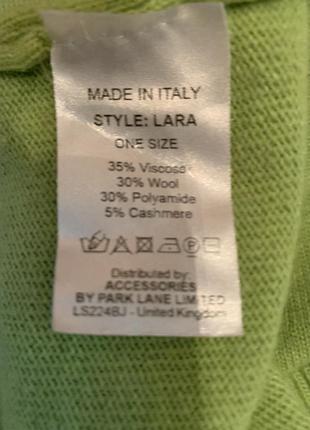 MADE IN ITALY
STYLE: LARA
ONE SIZE
35% Viscose
30% Wool
30% Polyamide
5% Cashmere
Distributed by:
ACCESSORIES
BY PARK LANE LIMITED
LS224BJ - United Kingdom